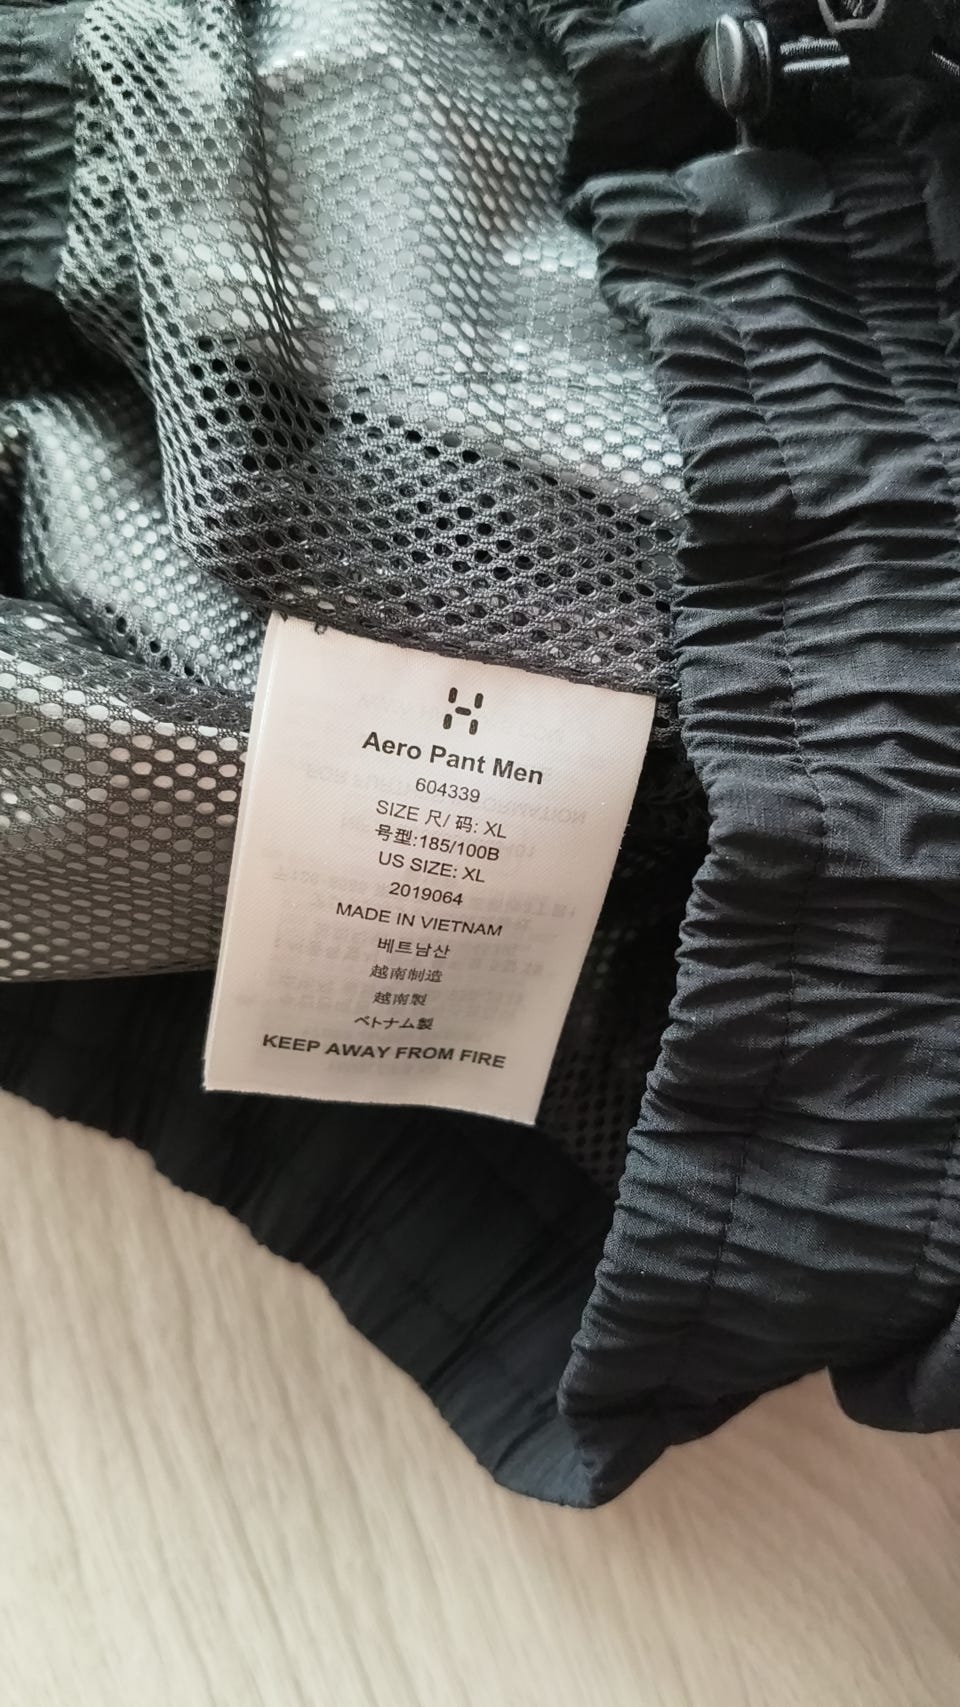 Aero Pant Men
604339
SIZE 尺/ 码: XL
号型:185/100B
US SIZE: XL
2019064
MADE IN VIETNAM
베트남산
越南制造
越南製
ベトナム製
KEEP AWAY FROM FIRE